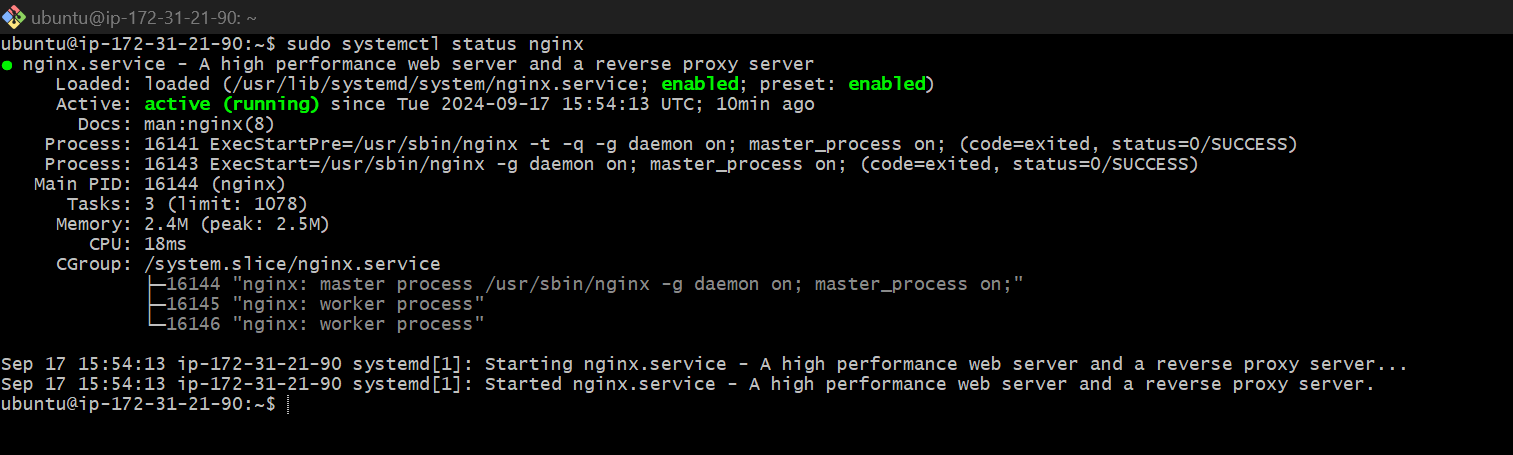 ubuntu@ip-172-31-21-90: ~
ubuntu@ip-172-31-21-90:~$ sudo systemctl status nginx
● nginx.service - A high performance web server and a reverse proxy server
     Loaded: loaded (/usr/lib/systemd/system/nginx.service; enabled; preset: enabled)
     Active: active (running) since Tue 2024-09-17 15:54:13 UTC; 10min ago
       Docs: man:nginx(8)
    Process: 16141 ExecStartPre=/usr/sbin/nginx -t -q -g daemon on; master_process on; (code=exited, status=0/SUCCESS)
    Process: 16143 ExecStart=/usr/sbin/nginx -g daemon on; master_process on; (code=exited, status=0/SUCCESS)
   Main PID: 16144 (nginx)
      Tasks: 3 (limit: 1078)
     Memory: 2.4M (peak: 2.5M)
        CPU: 18ms
     CGroup: /system.slice/nginx.service
             ├─16144 "nginx: master process /usr/sbin/nginx -g daemon on; master_process on;"
             ├─16145 "nginx: worker process"
             └─16146 "nginx: worker process"
Sep 17 15:54:13 ip-172-31-21-90 systemd[1]: Starting nginx.service - A high performance web server and a reverse proxy server...
Sep 17 15:54:13 ip-172-31-21-90 systemd[1]: Started nginx.service - A high performance web server and a reverse proxy server.
ubuntu@ip-172-31-21-90:~$